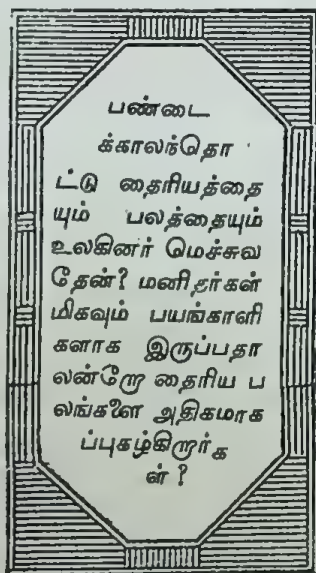 பண்டை
க்காலந்தொ
ட்டு தைரியத்தை
யும் பலத்தையும்
உலகினர் மெச்சுவ
தேன்? மனிதர்கள்
மிகவும் பயங்காளி
களாக இருப்பதா
லன்றோ தைரிய ப
லங்களை அதிகமாக
ப்புகழ்கிறார்க
ள் ?